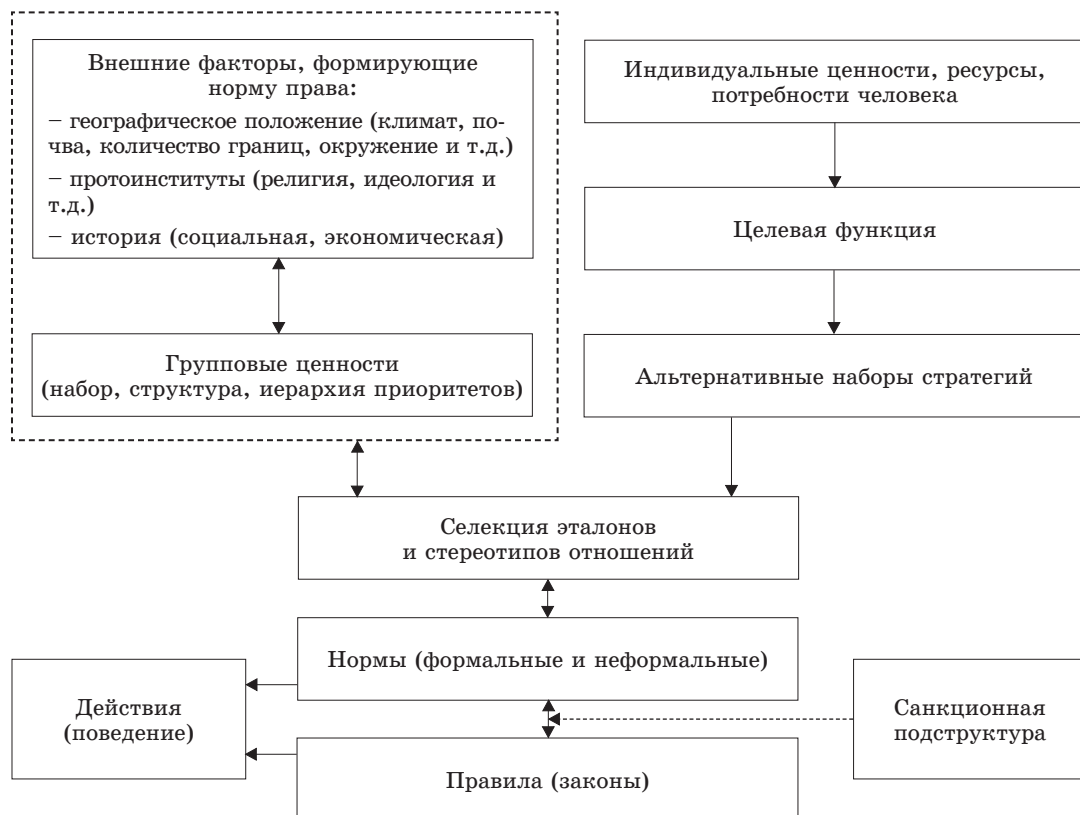 Внешние факторы, формирующие
норму права:
– географическое положение (климат, по-
чва, количество границ, окружение и т.д.)
– протоинституты (религия, идеология и
т.д.)
– история (социальная, экономическая)
Индивидуальные ценности, ресурсы,
потребности человека
Целевая функция
Групповые ценности
(набор, структура, иерархия приоритетов)
Альтернативные наборы стратегий
Селекция эталонов
и стереотипов отношений
Нормы (формальные и неформальные)
Действия
(поведение)
Санкционная
подструктура
Правила (законы)